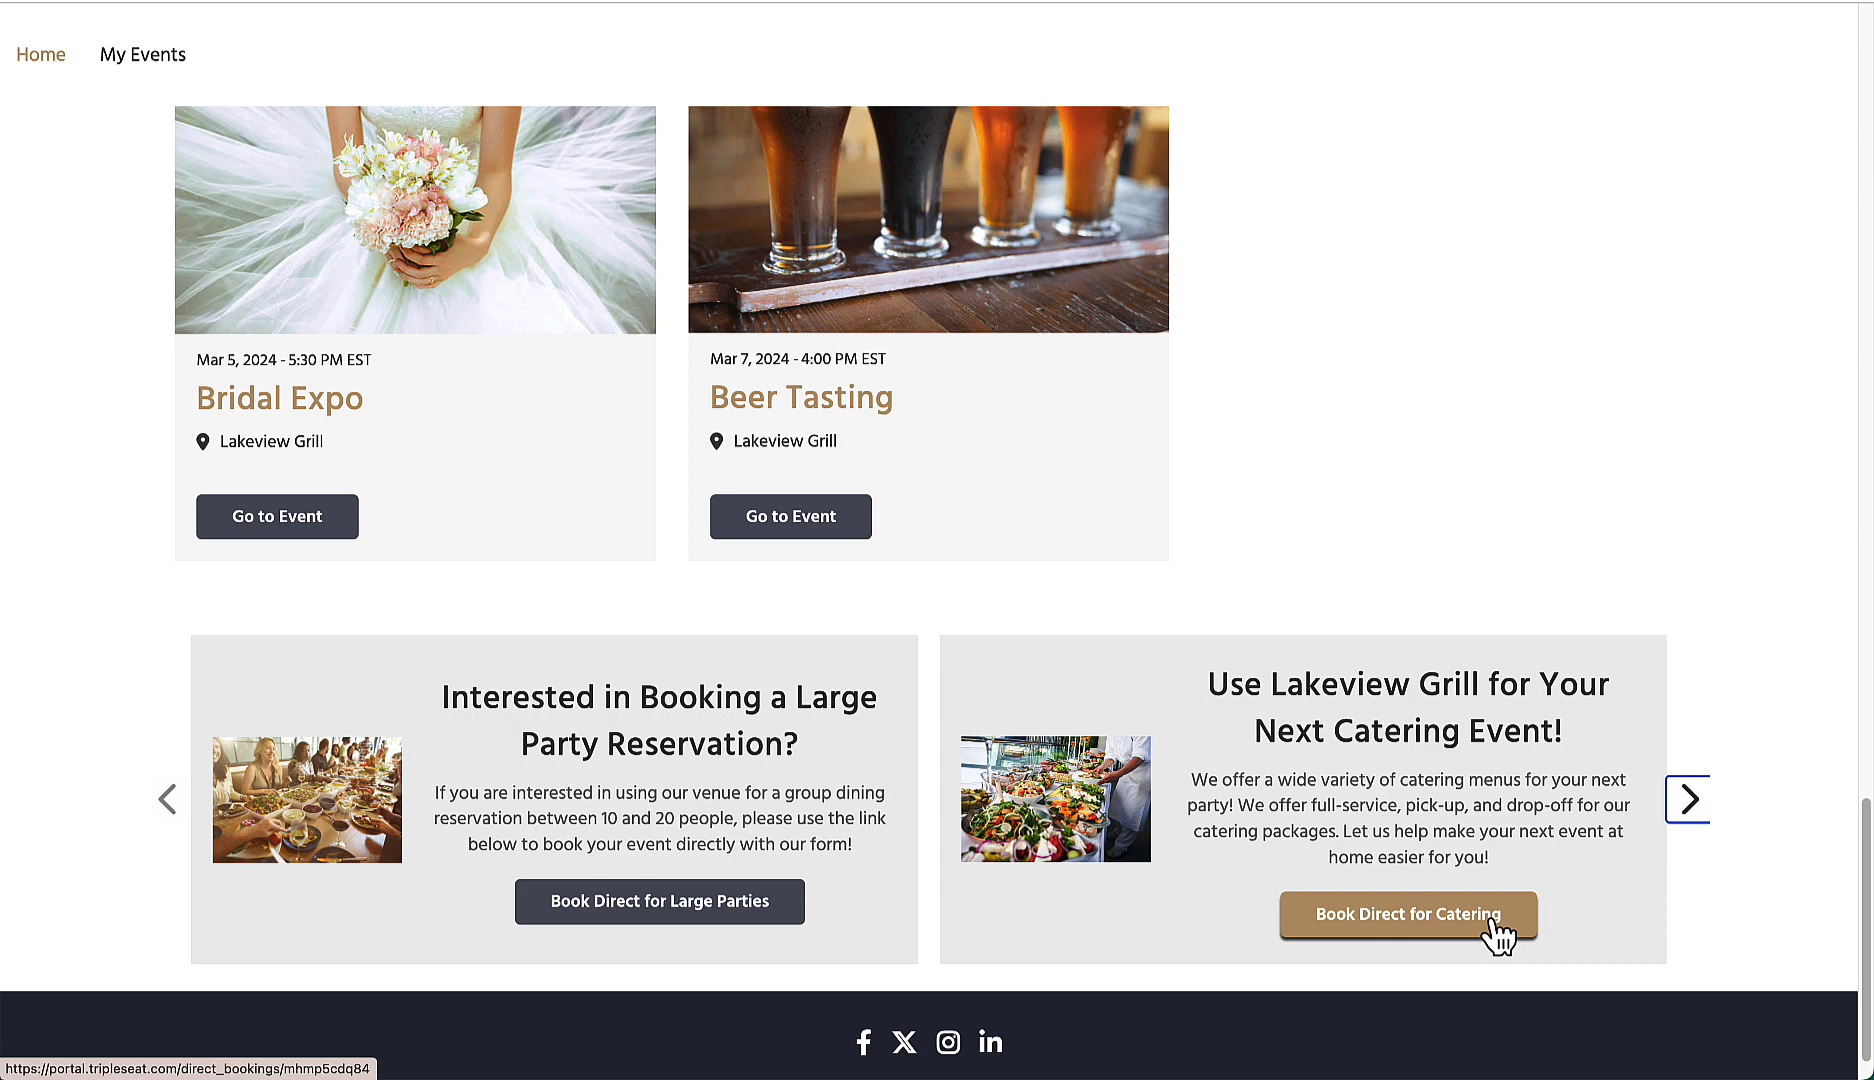 Home
My Events
Mar 5, 2024 - 5:30 PM EST
Bridal Expo
Lakeview Grill
Go to Event
Mar 7, 2024 - 4:00 PM EST
Beer Tasting
Lakeview Grill
Go to Event
Interested in Booking a Large
Party Reservation?
If you are interested in using our venue for a group dining
reservation between 10 and 20 people, please use the link
below to book your event directly with our form!
Book Direct for Large Parties
Use Lakeview Grill for Your
Next Catering Event!
We offer a wide variety of catering menus for your next
party! We offer full-service, pick-up, and drop-off for our
catering packages. Let us help make your next event at
home easier for you!
Book Direct for Catering
https://portal.tripleseat.com/direct_bookings/mhmp5cdq84